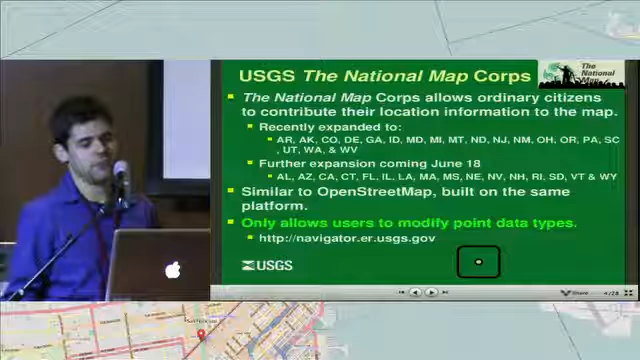 USGS The National Map Corps
The National Map
The National Map Corps allows ordinary citizens
to contribute their location information to the map.
Recently expanded to:
AR, AK, CO, DE, GA, ID, MD, MI, MT, ND, NJ, NM, OH, OR, PA, SC
, UT, WA, & WV
Further expansion coming June 18
AL, AZ, CA, CT, FL, IL, LA, MA, MS, NE, NV, NH, RI, SD, VT & WY
Similar to OpenStreetMap, built on the same
platform.
Only allows users to modify point data types.
http://navigator.er.usgs.gov
USGS
Share
4/28